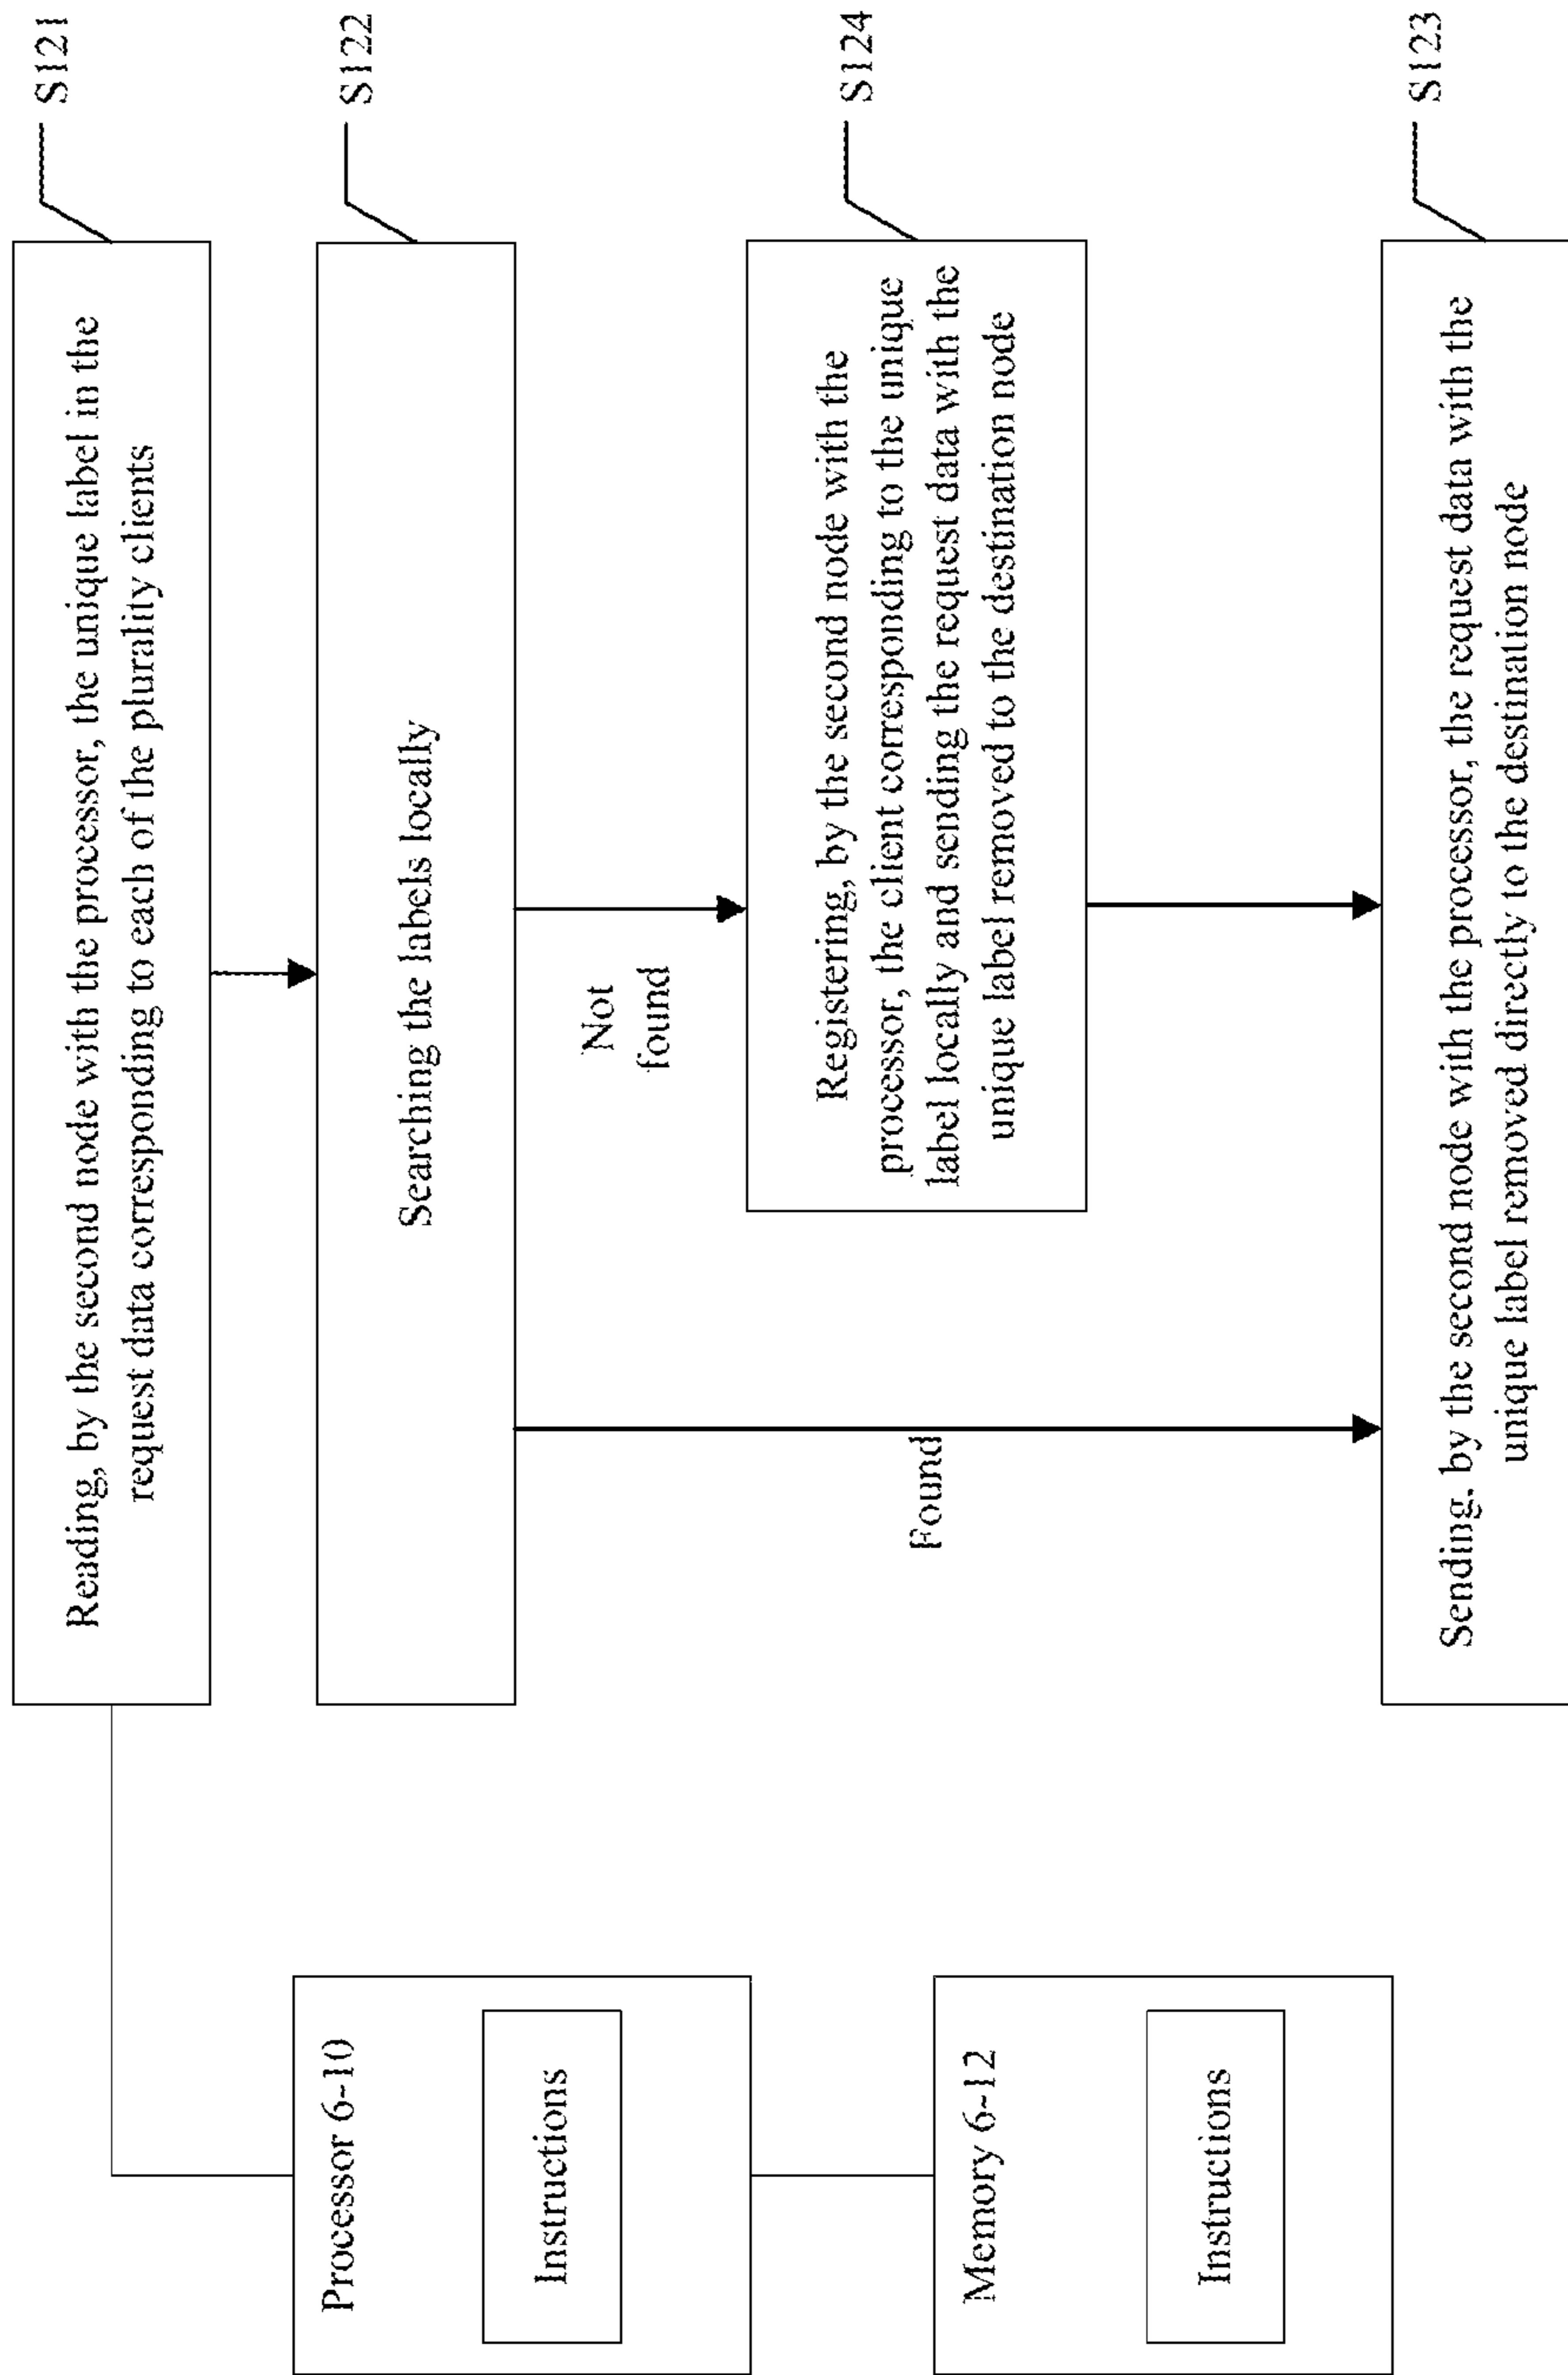 Reading, by the second node with the processor, the unique label in the
request data corresponding to each of the plurality clients
S121
Searching the labels locally
S122
Not
found
Found
Registering, by the second node with the
processor, the client corresponding to the unique
label locally and sending the request data with the
unique label removed to the destination node
S124
Sending, by the second node with the processor, the request data with the
unique label removed directly to the destination node
S123
Processor 6-10
Instructions
Memory 6-12
Instructions